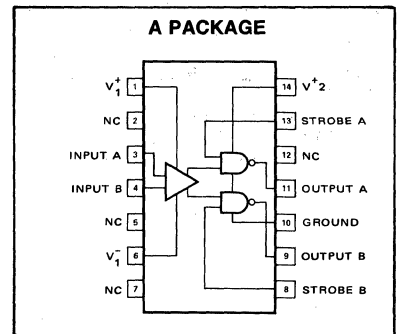 A PACKAGE
V1+ 1
NC 2
INPUT A 3
INPUT B 4
NC 5
V1- 6
NC 7
14 V+2
13 STROBE A
12 NC
11 OUTPUT A
10 GROUND
9 OUTPUT B
8 STROBE B